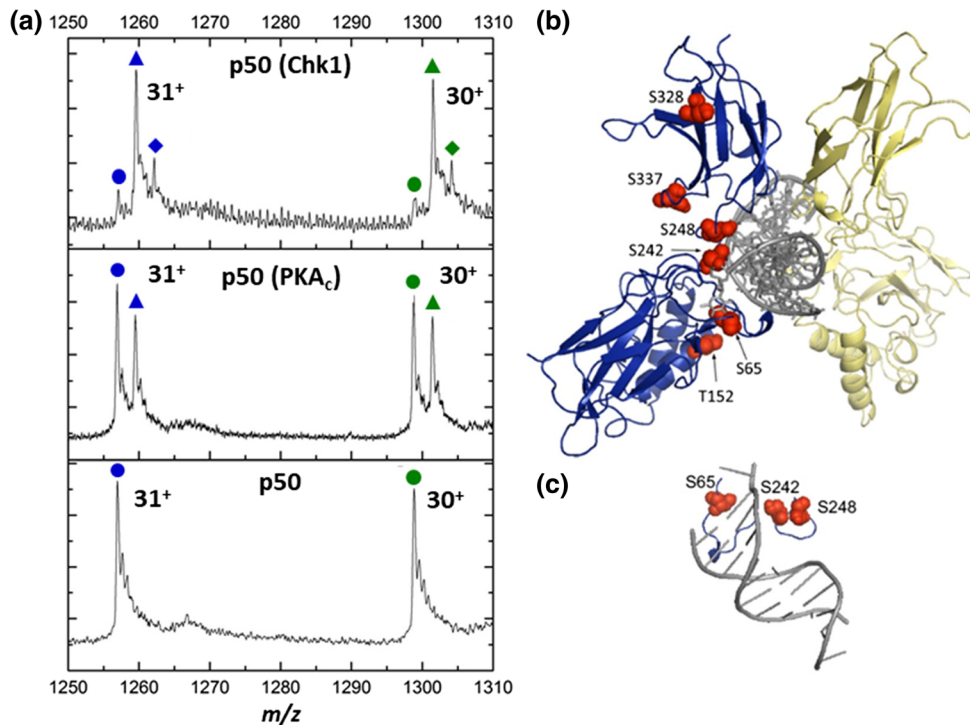 (a)
1250 1260 1270 1280 1290 1300 1310
p50 (Chk1)
31+
30+
p50 (PKAc)
31+
30+
p50
31+
30+
1250 1260 1270 1280 1290 1300 1310
m/z
(b)
S328
S337
S248
S242
S65
T152
(c)
S65
S242
S248